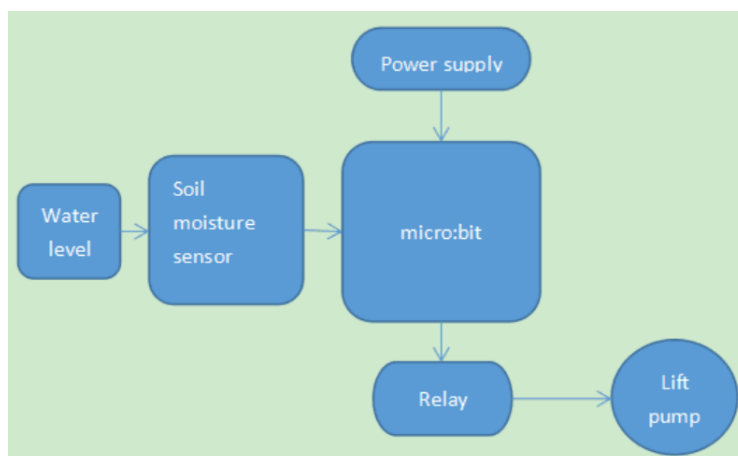 Power supply
Water
level
Soil
moisture
sensor
micro:bit
Relay
Lift
pump